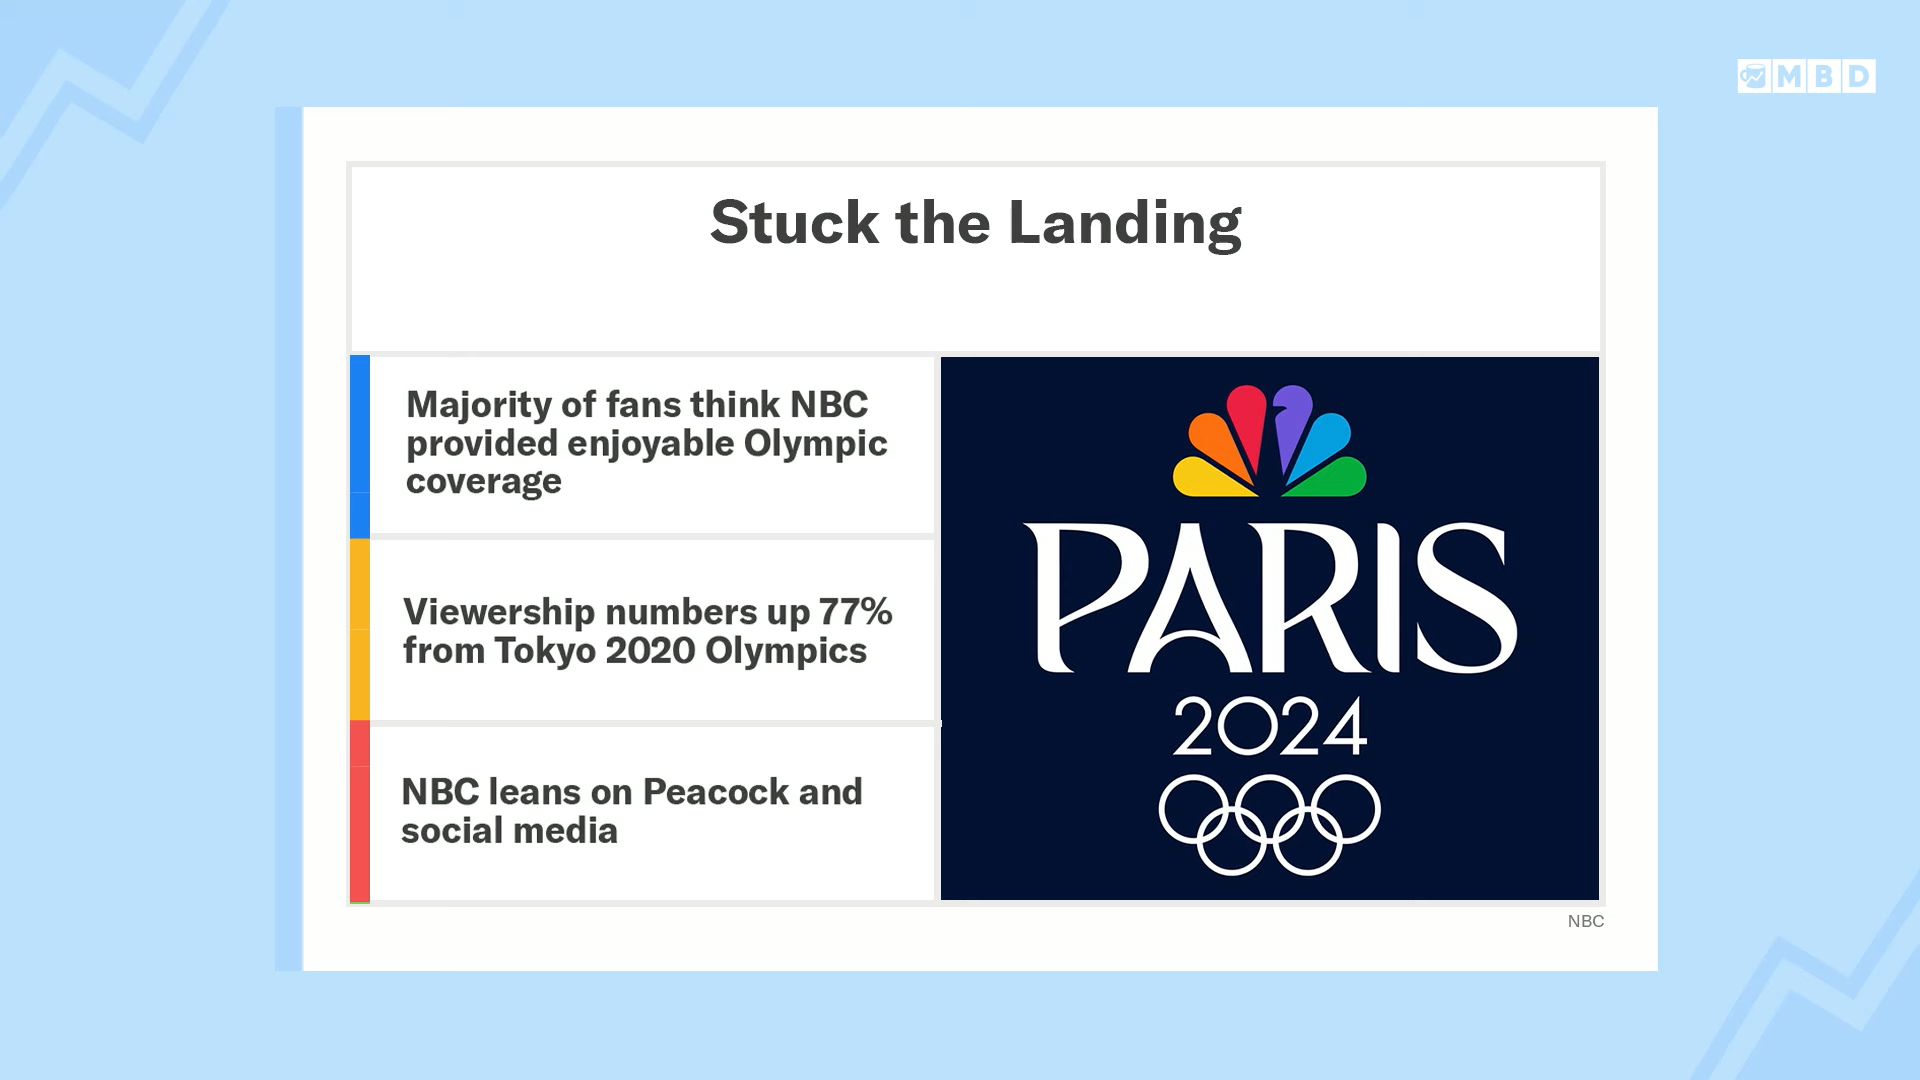 MBD
Stuck the Landing
Majority of fans think NBC
provided enjoyable Olympic
coverage
Viewership numbers up 77%
from Tokyo 2020 Olympics
NBC leans on Peacock and
social media
PARIS
2024
NBC